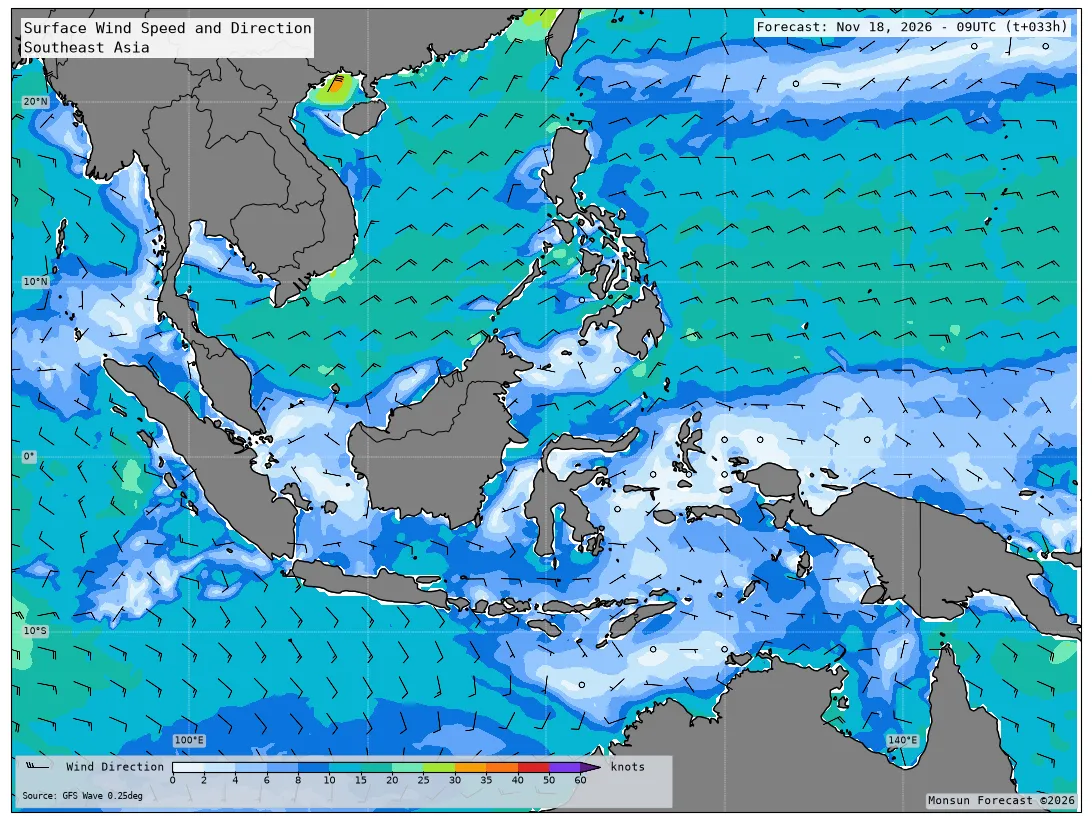 Surface Wind Speed and Direction
Southeast Asia
Forecast: Nov 18, 2026 - 09UTC (t+033h)
20°N
10°N
0°
10°S
100°E
140°E
Wind Direction
0 2 4 6 8 10 15 20 25 30 35 40 50 60
knots
Source: GFS Wave 0.25deg
Monsun Forecast ©2026